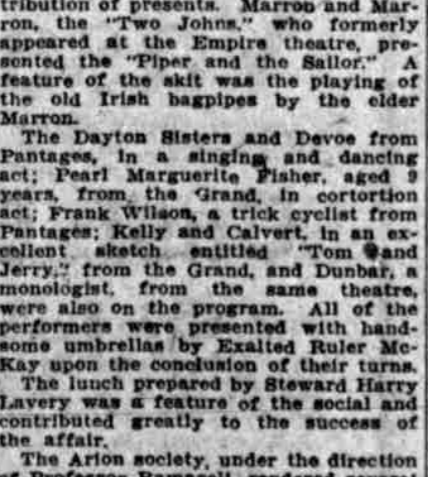 tribution of presents. Marron and Mar-
ron, the "Two Johns," who formerly
appeared at the Empire theatre, pre-
sented the "Piper and the Sailor." A
feature of the skit was the playing of
the old Irish bagpipes by the elder
Marron.
The Dayton Sisters and Devoe from
Pantages, in a singing and dancing
act; Pearl Marguerite Fisher, aged 9
years, from the Grand, in cortortion
act; Frank Wilson, a trick cyclist from
Pantages; Kelly and Calvert, in an ex-
cellent sketch entitled "Tom and
Jerry," from the Grand, and Dunbar, a
monologist, from the same theatre,
were also on the program. All of the
performers were presented with hand-
some umbrellas by Exalted Ruler Mc-
Kay upon the conclusion of their turns.
The lunch prepared by Steward Harry
Lavery was a feature of the social and
contributed greatly to the success of
the affair.
The Arion society, under the direction
of Professor